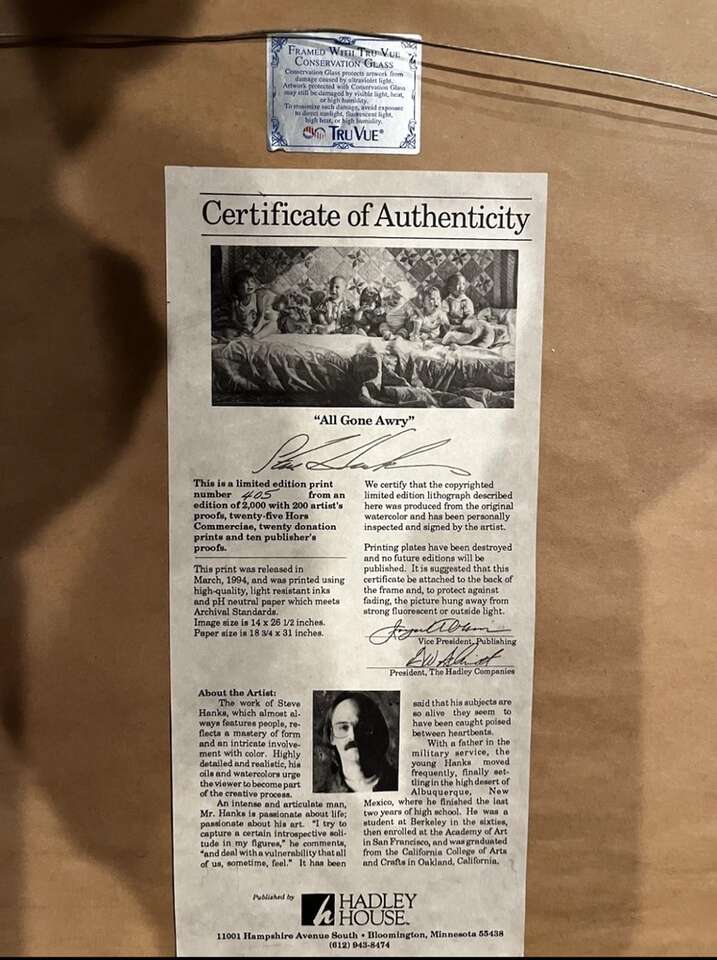 FRAMED WITH TRU VUE
CONSERVATION GLASS
Conservation Glass protects artwork from
damage caused by ultraviolet light.
Artwork protected with Conservation Glass
may still be damaged by visible light, heat,
or high humidity.
To minimize such damage, avoid exposure
to direct sunlight, fluorescent light,
high heat, or high humidity.
TRU VUE®
Certificate of Authenticity
"All Gone Awry"
Steve Hanks
This is a limited edition print
number 405 from an
edition of 2,000 with 200 artist's
proofs, twenty-five Hors
Commerciae, twenty donation
prints and ten publisher's
proofs.
This print was released in
March, 1994, and was printed using
high-quality, light resistant inks
and pH neutral paper which meets
Archival Standards.
Image size is 14 x 26 1/2 inches.
Paper size is 18 3/4 x 31 inches.
We certify that the copyrighted
limited edition lithograph described
here was produced from the original
watercolor and has been personally
inspected and signed by the artist.
Printing plates have been destroyed
and no future editions will be
published. It is suggested that this
certificate be attached to the back of
the frame and, to protect against
fading, the picture hung away from
strong fluorescent or outside light.
Vice President, Publishing
President, The Hadley Companies
About the Artist:
The work of Steve
Hanks, which almost al-
ways features people, re-
flects a mastery of form
and an intricate involve-
ment with color. Highly
detailed and realistic, his
oils and watercolors urge
the viewer to become part
of the creative process.
An intense and articulate man,
Mr. Hanks is passionate about life;
passionate about his art. "I try to
capture a certain introspective soli-
tude in my figures," he comments,
"and deal with a vulnerability that all
of us, sometime, feel." It has been
said that his subjects are
so alive they seem to
have been caught poised
between heartbeats.
With a father in the
military service, the
young Hanks moved
frequently, finally set-
tling in the high desert of
Albuquerque, New
Mexico, where he finished the last
two years of high school. He was a
student at Berkeley in the sixties,
then enrolled at the Academy of Art
in San Francisco, and was graduated
from the California College of Arts
and Crafts in Oakland, California.
Published by
HADLEY
HOUSE™
11001 Hampshire Avenue South • Bloomington, Minnesota 55438
(612) 943-8474